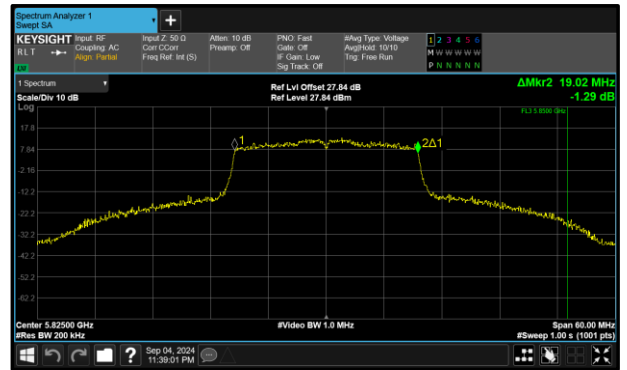 Spectrum Analyzer 1
Swept SA
+
KEYSIGHT Input: RF Input Z: 50 Ω Atten: 10 dB PNO: Fast #Avg Type: Voltage 1 2 3 4 5 6
RLT Coupling: AC Corr CCorr Preamp: Off Gate: Off Avg|Hold: 10/10 M W W W W W
Align: Partial Freq Ref: Int (S) IF Gain: Low Trig: Free Run P N N N N N
Sig Track: Off
LW
1 Spectrum Ref Lvl Offset 27.84 dB ΔMkr2 19.02 MHz
Scale/Div 10 dB Ref Level 27.84 dBm -1.29 dB
Log
FL3 5.8500 GHz
17.8
7.84
1
2Δ1
-2.16
-12.2
-22.2
-32.2
-42.2
-52.2
-62.2
Center 5.82500 GHz #Video BW 1.0 MHz Span 60.00 MHz
#Res BW 200 kHz #Sweep 1.00 s (1001 pts)
? Sep 04, 2024
11:39:01 PM